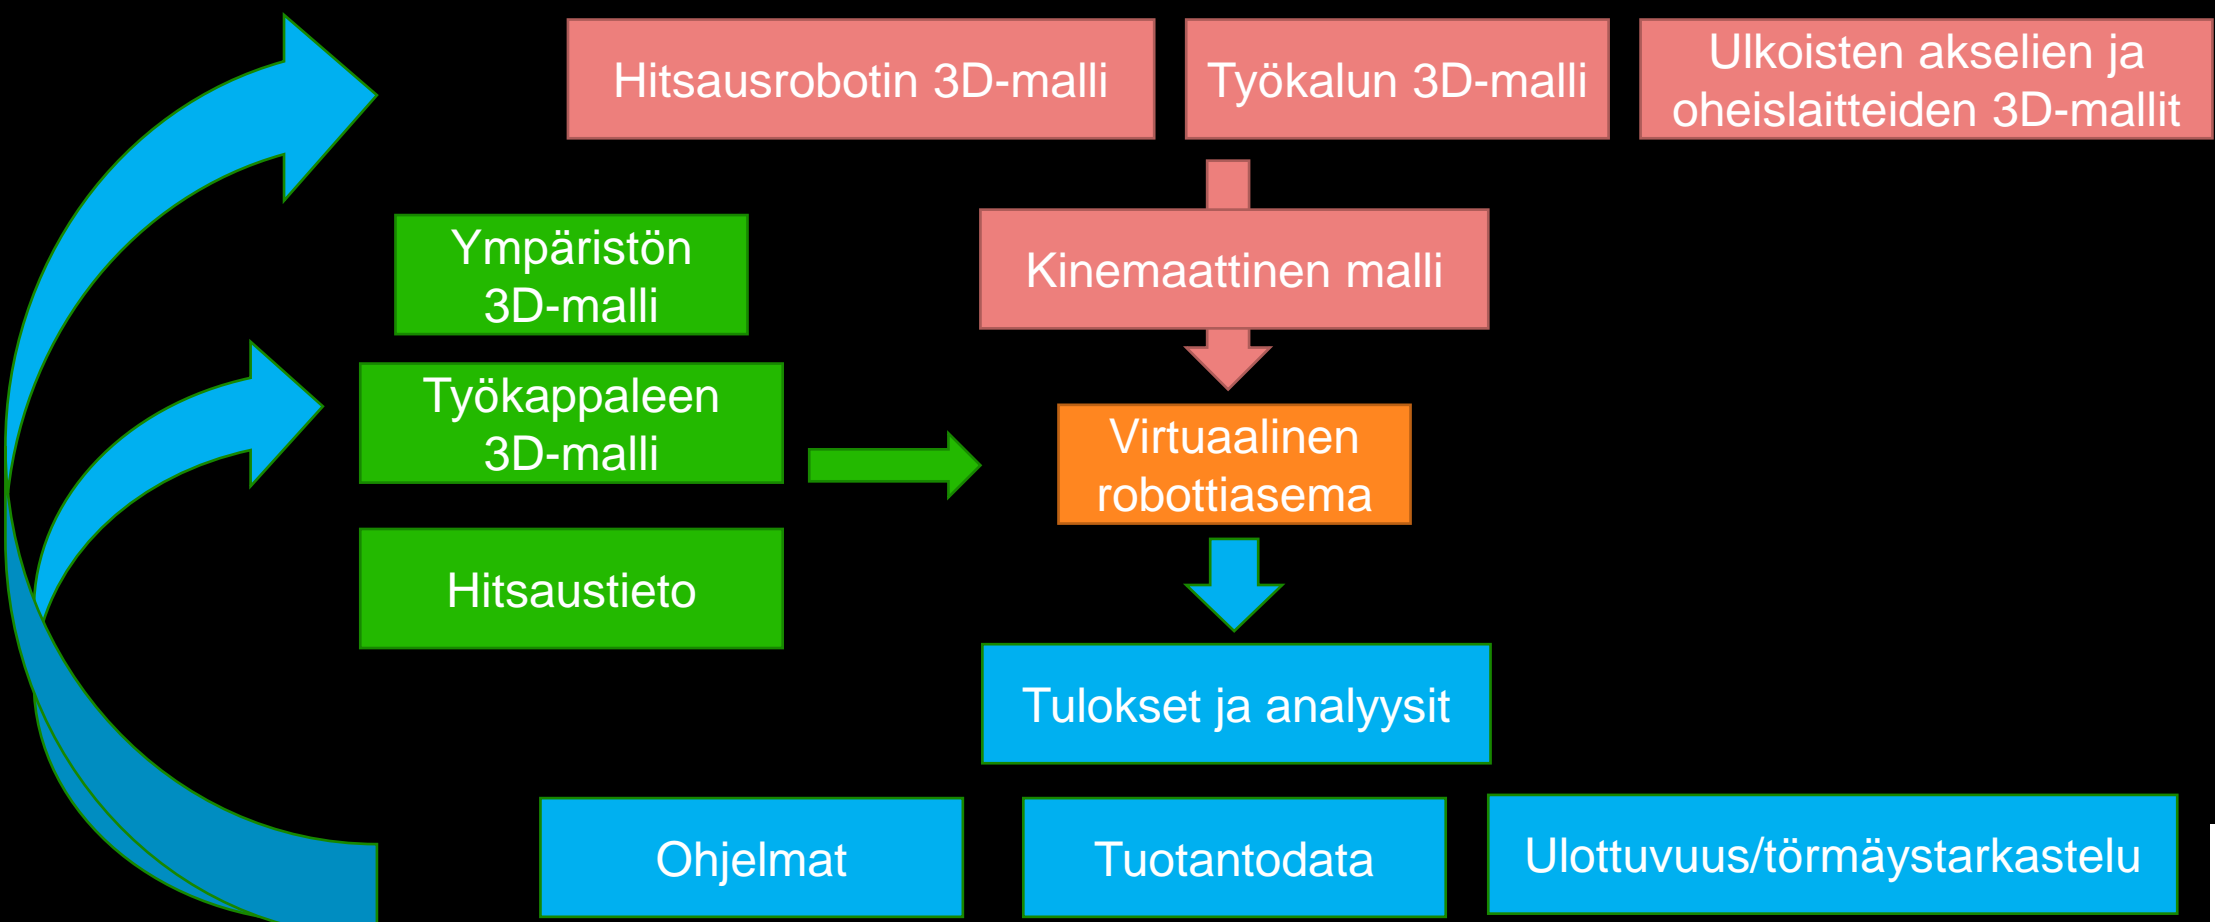 Hitsausrobotin 3D-malli
Työkalun 3D-malli
Ulkoisten akselien ja
oheislaitteiden 3D-mallit
Ympäristön
3D-malli
Kinemaattinen malli
Työkappaleen
3D-malli
Virtuaalinen
robottiasema
Hitsaustieto
Tulokset ja analyysit
Ohjelmat
Tuotantodata
Ulottuvuus/törmäystarkastelu